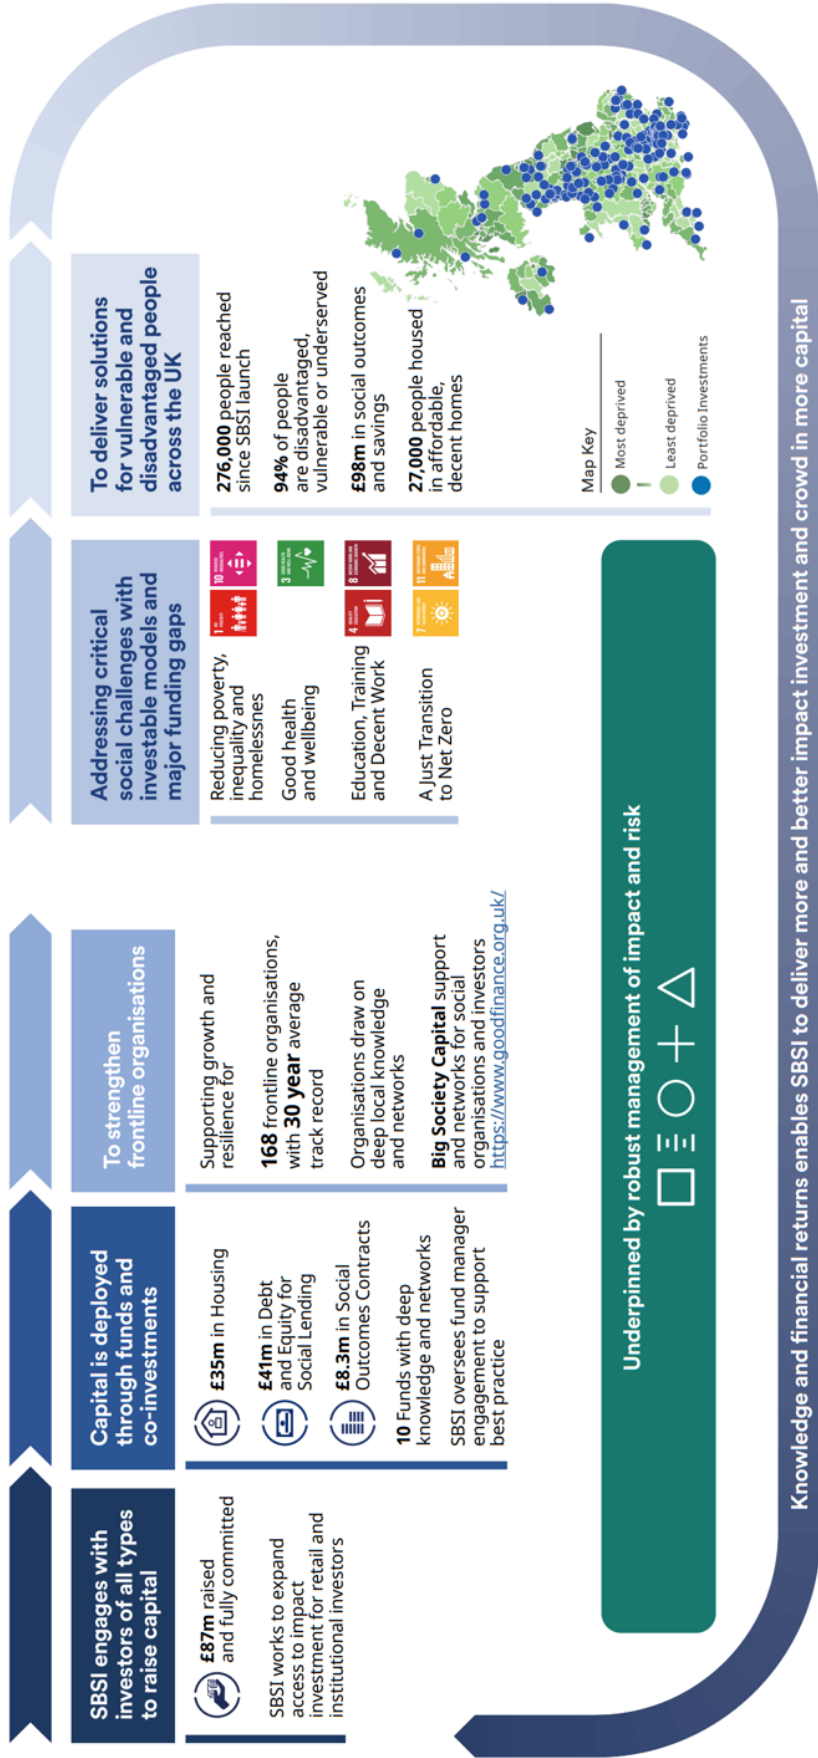 SBSI engages with
investors of all types
to raise capital
£87m raised
and fully committed
SBSI works to expand
access to impact
investment for retail and
institutional investors
Capital is deployed
through funds and
co-investments
£35m in Housing
£41m in Debt
and Equity for
Social Lending
£8.3m in Social
Outcomes Contracts
10 Funds with deep
knowledge and networks
SBSI oversees fund manager
engagement to support
best practice
To strengthen
frontline organisations
Supporting growth and
resilience for
168 frontline organisations,
with 30 year average
track record
Organisations draw on
deep local knowledge
and networks
Big Society Capital support
and networks for social
organisations and investors
https://www.goodfinance.org.uk/
Addressing critical
social challenges with
investable models and
major funding gaps
Reducing poverty,
inequality and
homelessnes
1
10
Good health
and wellbeing
3
Education, Training
and Decent Work
4
8
A Just Transition
to Net Zero
7
11
To deliver solutions
for vulnerable and
disadvantaged people
across the UK
276,000 people reached
since SBSI launch
94% of people
are disadvantaged,
vulnerable or underserved
£98m in social outcomes
and savings
27,000 people housed
in affordable,
decent homes
Map Key
Most deprived
Least deprived
Portfolio Investments
Underpinned by robust management of impact and risk
Knowledge and financial returns enables SBSI to deliver more and better impact investment and crowd in more capital